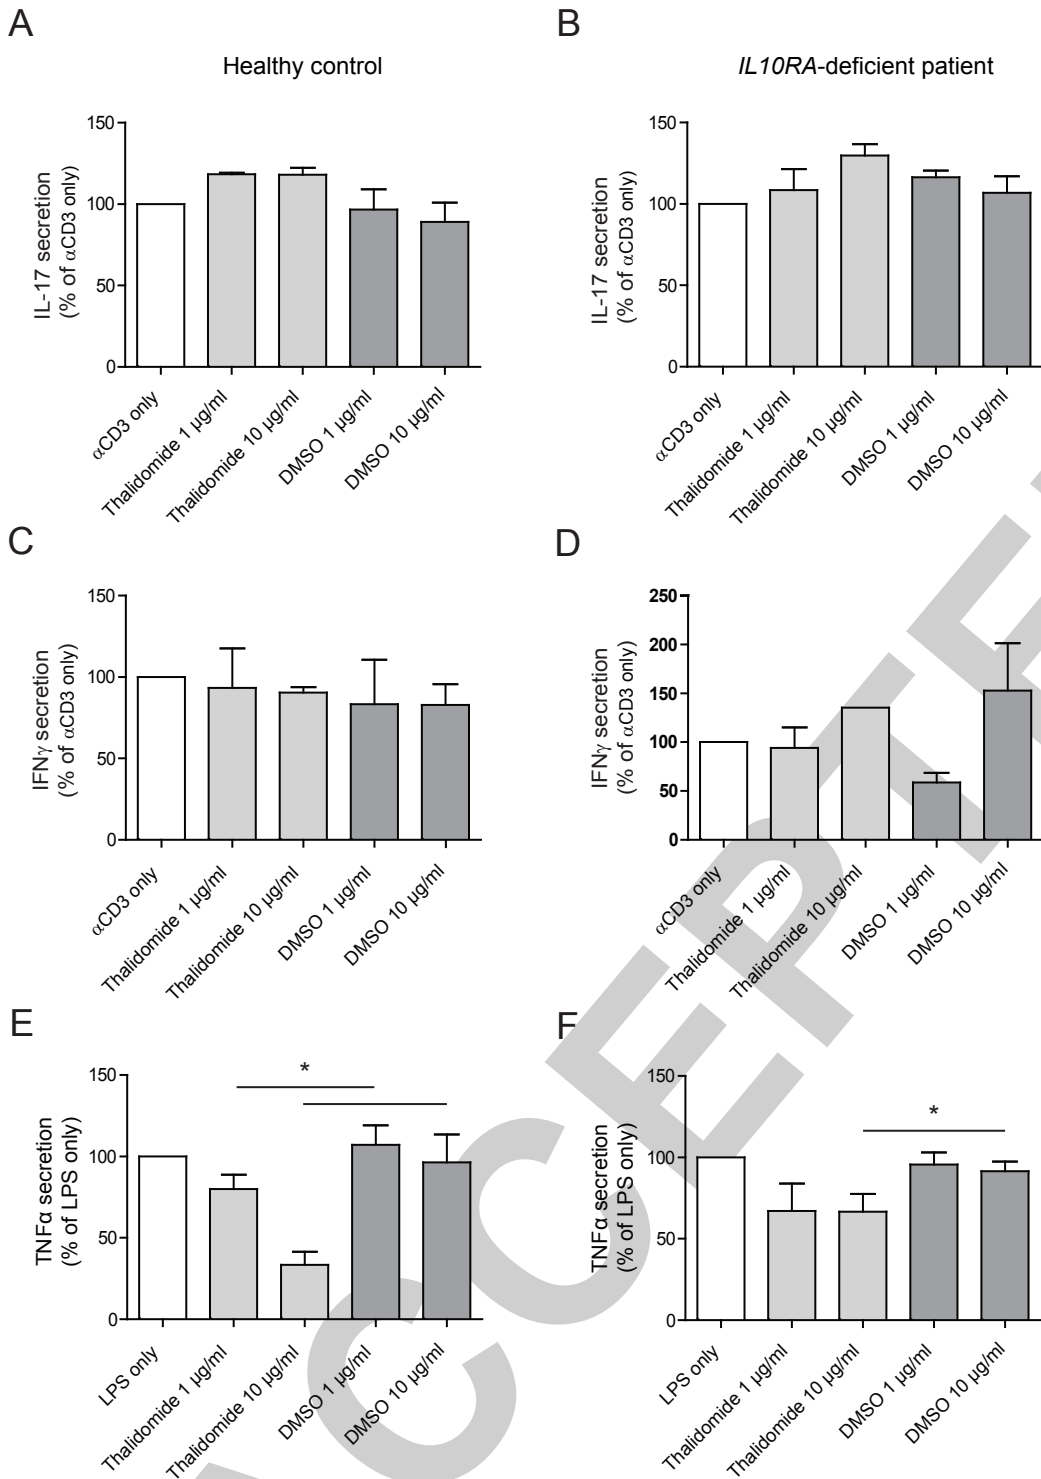 A
B
Healthy control
IL10RA-deficient patient
IL-17 secretion
(% of αCD3 only)
150
100
50
0
αCD3 only
Thalidomide 1 µg/ml
Thalidomide 10 µg/ml
DMSO 1 µg/ml
DMSO 10 µg/ml
IL-17 secretion
(% of αCD3 only)
150
100
50
0
αCD3 only
Thalidomide 1 µg/ml
Thalidomide 10 µg/ml
DMSO 1 µg/ml
DMSO 10 µg/ml
C
D
IFNγ secretion
(% of αCD3 only)
150
100
50
0
αCD3 only
Thalidomide 1 µg/ml
Thalidomide 10 µg/ml
DMSO 1 µg/ml
DMSO 10 µg/ml
IFNγ secretion
(% of αCD3 only)
250
200
150
100
50
0
αCD3 only
Thalidomide 1 µg/ml
Thalidomide 10 µg/ml
DMSO 1 µg/ml
DMSO 10 µg/ml
E
F
TNFα secretion
(% of LPS only)
150
100
50
0
*
LPS only
Thalidomide 1 µg/ml
Thalidomide 10 µg/ml
DMSO 1 µg/ml
DMSO 10 µg/ml
TNFα secretion
(% of LPS only)
150
100
50
0
*
LPS only
Thalidomide 1 µg/ml
Thalidomide 10 µg/ml
DMSO 1 µg/ml
DMSO 10 µg/ml
ACCEPTE